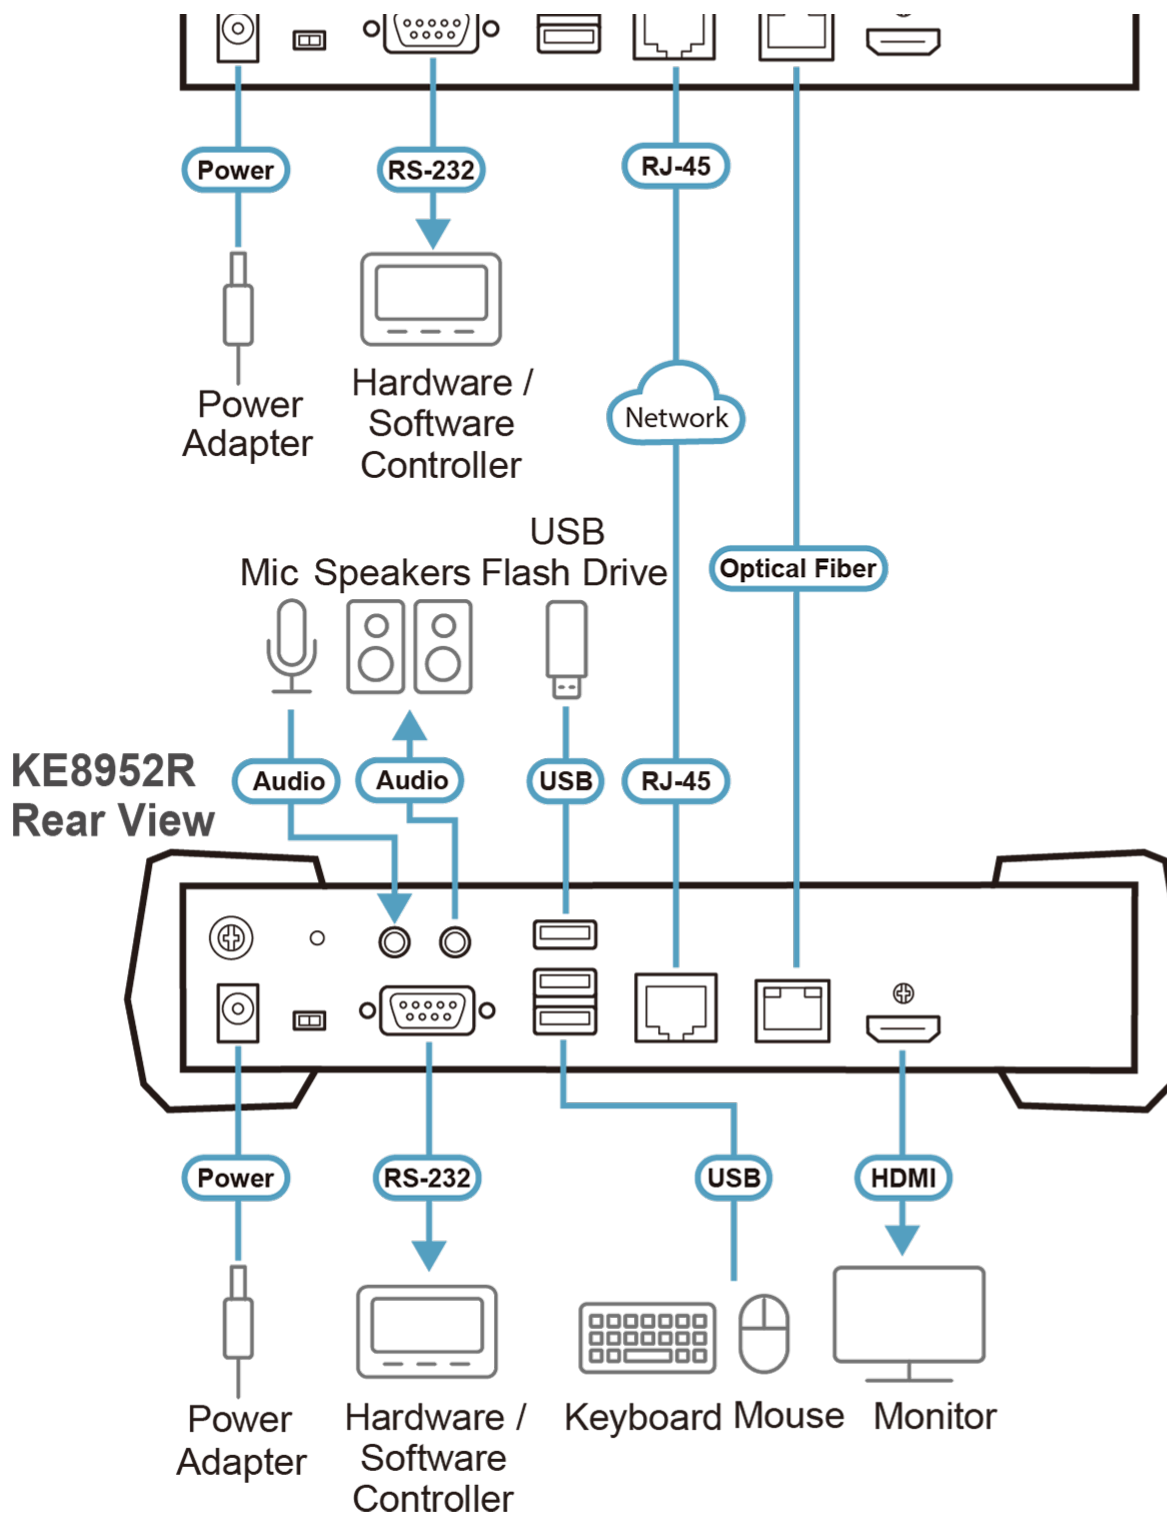 Power
RS-232
RJ-45
Power
Adapter
Hardware /
Software
Controller
Network
Optical Fiber
Mic
Speakers
USB
Flash Drive
KE8952R
Rear View
Audio
Audio
USB
RJ-45
Power
RS-232
USB
HDMI
Power
Adapter
Hardware /
Software
Controller
Keyboard
Mouse
Monitor